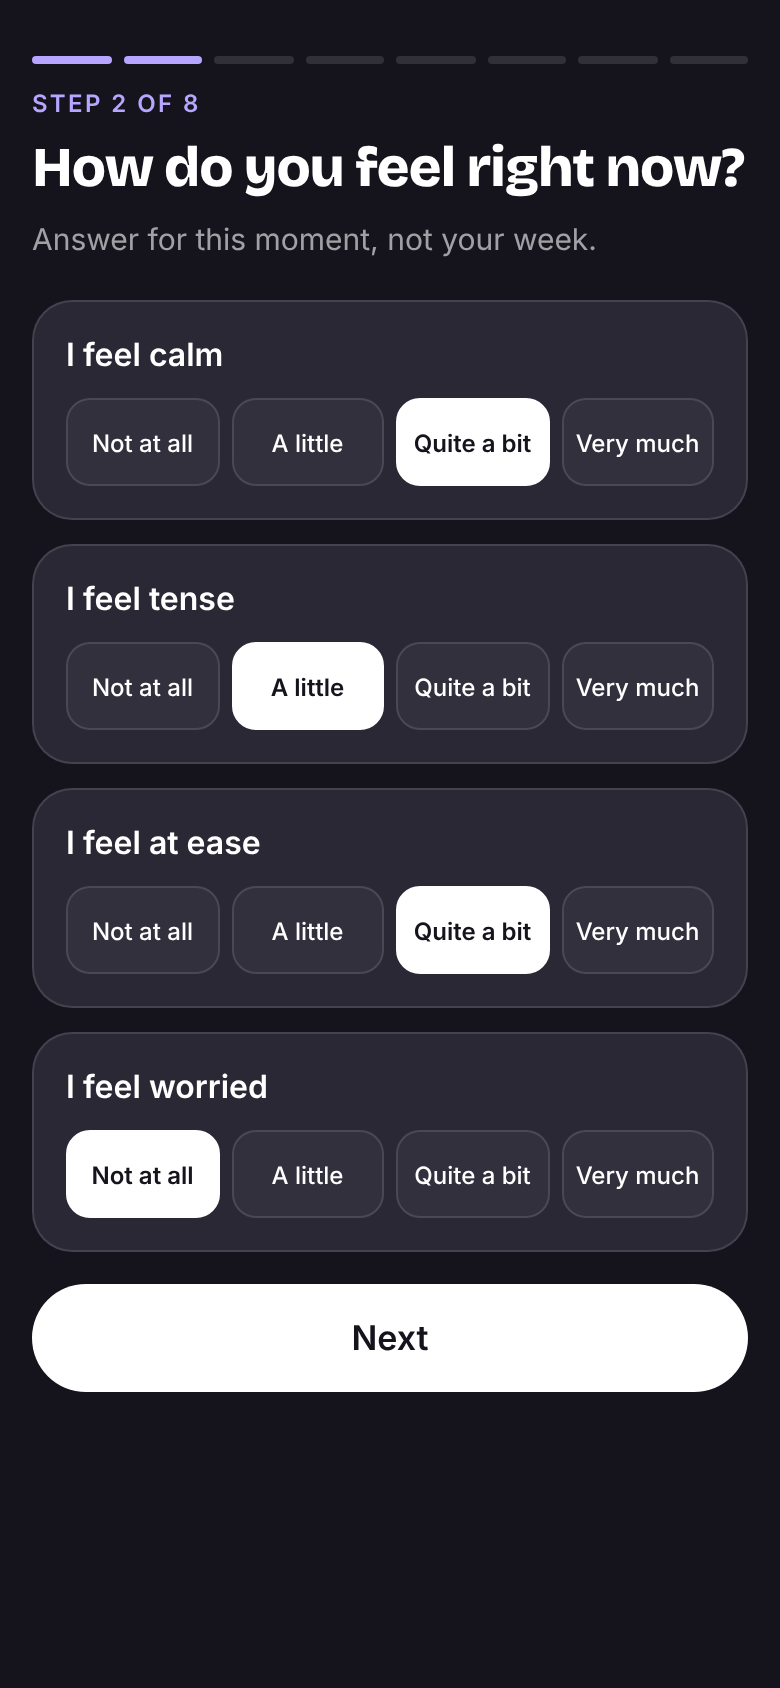 STEP 2 OF 8
How do you feel right now?
Answer for this moment, not your week.
I feel calm
Not at all A little Quite a bit Very much
I feel tense
Not at all A little Quite a bit Very much
I feel at ease
Not at all A little Quite a bit Very much
I feel worried
Not at all A little Quite a bit Very much
Next